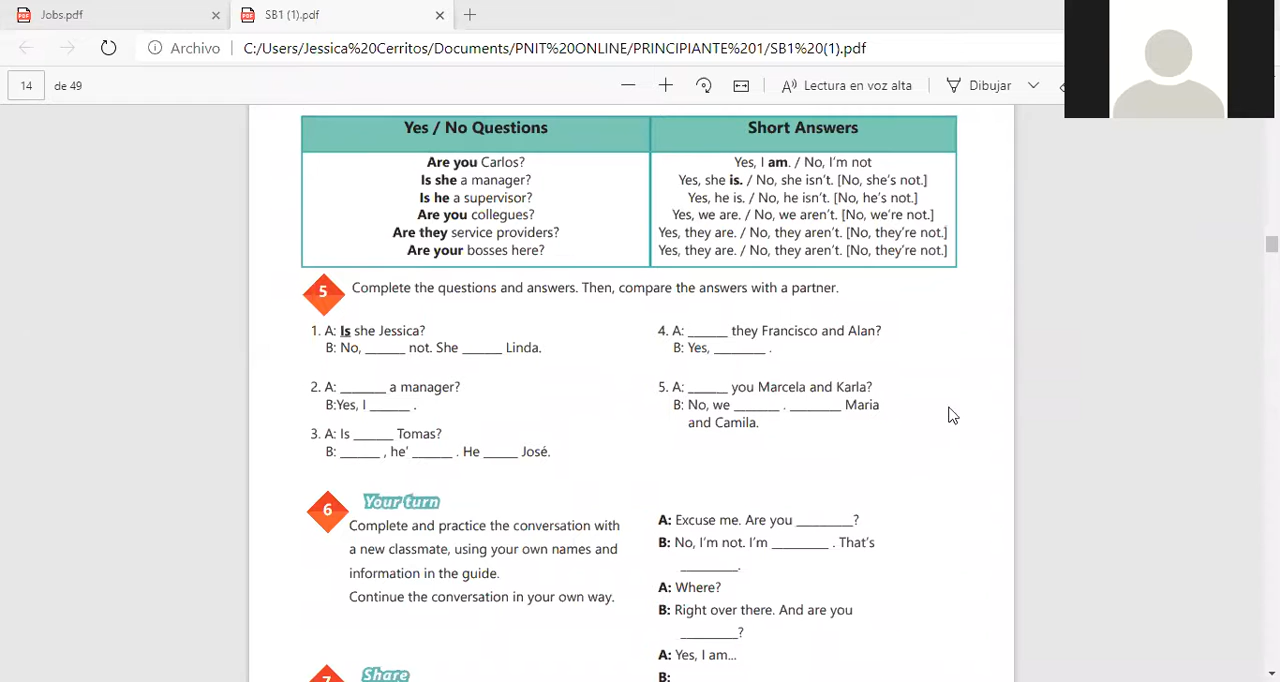 Jobs.pdf
SB1 (1).pdf
Archivo
C:/Users/Jessica%20Cerritos/Documents/PNIT%20ONLINE/PRINCIPIANTE%201/SB1%20(1).pdf
14 de 49
Lectura en voz alta
Dibujar
Yes / No Questions
Short Answers
Are you Carlos?
Yes, I am. / No, I'm not
Is she a manager?
Yes, she is. / No, she isn't. [No, she's not.]
Is he a supervisor?
Yes, he is. / No, he isn't. [No, he's not.]
Are you collegues?
Yes, we are. / No, we aren't. [No, we're not.]
Are they service providers?
Yes, they are. / No, they aren't. [No, they're not.]
Are your bosses here?
Yes, they are. / No, they aren't. [No, they're not.]
5 Complete the questions and answers. Then, compare the answers with a partner.
1. A: Is she Jessica?
B: No, ______ not. She ______ Linda.
2. A: _______ a manager?
B:Yes, I ______ .
3. A: Is ______ Tomas?
B: ______ , he' ______ . He _____ José.
4. A: ______ they Francisco and Alan?
B: Yes, ________ .
5. A: ______ you Marcela and Karla?
B: No, we _______ . ________ Maria
and Camila.
6 Your turn
Complete and practice the conversation with
a new classmate, using your own names and
information in the guide.
Continue the conversation in your own way.
A: Excuse me. Are you ________?
B: No, I'm not. I'm ________ . That's
________.
A: Where?
B: Right over there. And are you
________?
A: Yes, I am...
B:
7 Share